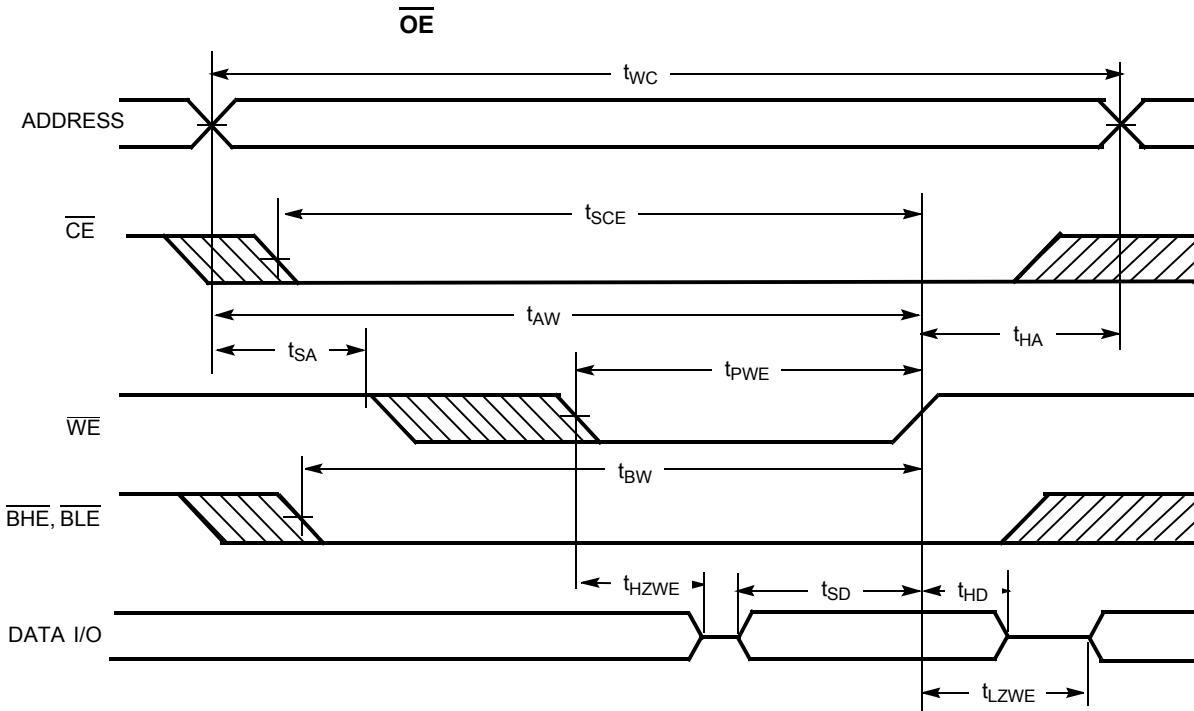 OE
tWC
ADDRESS
tSCE
CE
tAW
tHA
tSA
tPWE
WE
tBW
BHE, BLE
tHZWE
tSD
tHD
DATA I/O
tLZWE